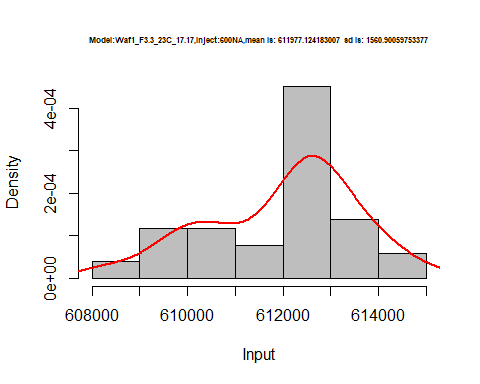 Model:Waf1_F3.3_23C_17.17,Inject:600NA,mean is: 611977.124183007 sd is: 1560.90059753377
Density
4e-04
2e-04
0e+00
608000 610000 612000 614000
Input